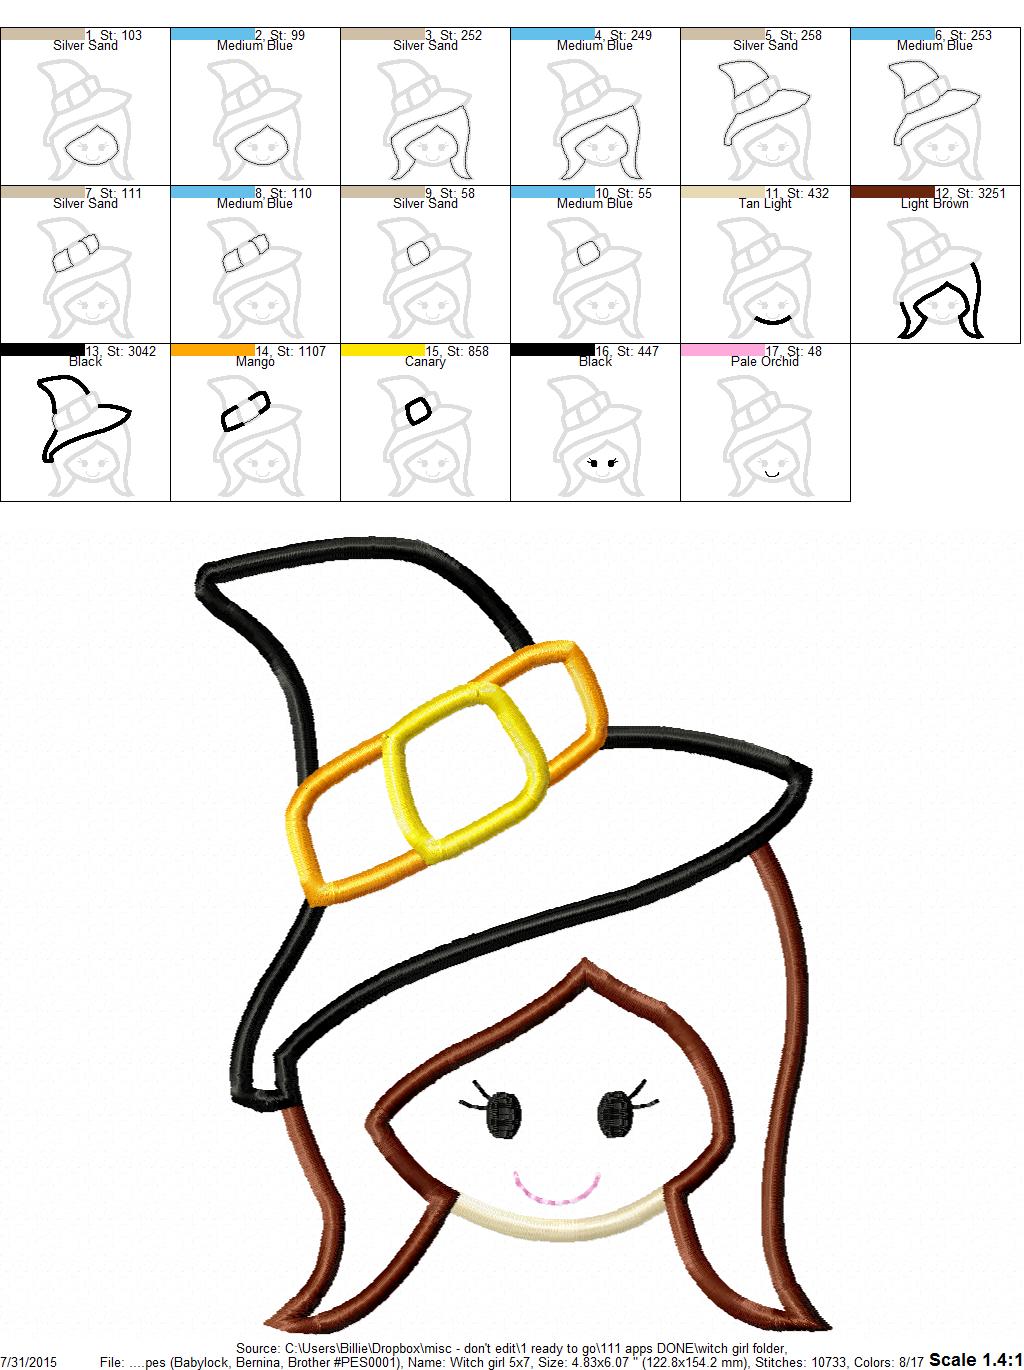 1, St: 103
Silver Sand
2, St: 99
Medium Blue
3, St: 252
Silver Sand
4, St: 249
Medium Blue
5, St: 258
Silver Sand
6, St: 253
Medium Blue
7, St: 111
Silver Sand
8, St: 110
Medium Blue
9, St: 58
Silver Sand
10, St: 55
Medium Blue
11, St: 432
Tan Light
12, St: 3251
Light Brown
13, St: 3042
Black
14, St: 1107
Mango
15, St: 858
Canary
16, St: 447
Black
17, St: 48
Pale Orchid
Source: C:\Users\Billie\Dropbox\misc - don't edit\1 ready to go\111 apps DONE\witch girl folder,
7/31/2015 File: ....pes (Babylock, Bernina, Brother #PES0001), Name: Witch girl 5x7, Size: 4.83x6.07 " (122.8x154.2 mm), Stitches: 10733, Colors: 8/17 Scale 1.4:1